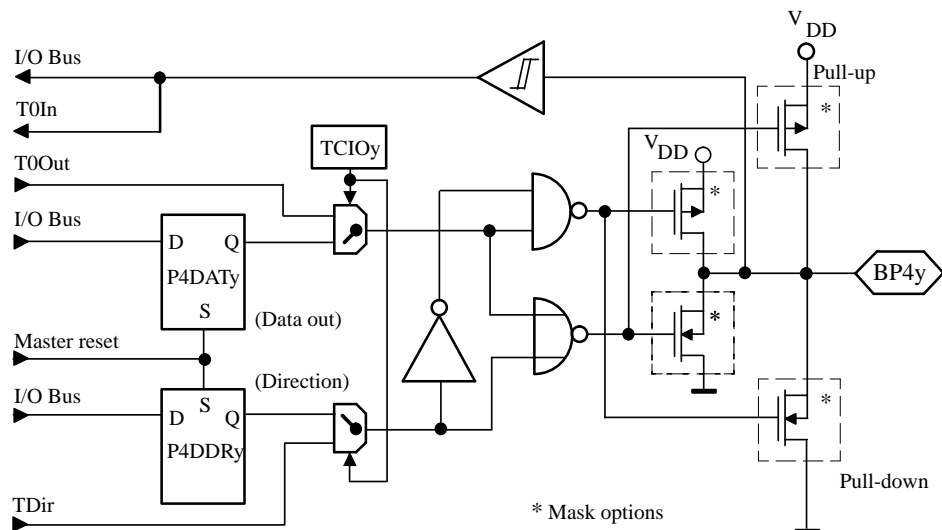 V
DD
I/O Bus
Pull-up
*
T0In
TCIOy
T0Out
V
DD
*
I/O Bus
D
Q
P4DATy
BP4y
S
(Data out)
*
Master reset
(Direction)
I/O Bus
S
D
Q
*
P4DDRy
Pull-down
TDir
* Mask options